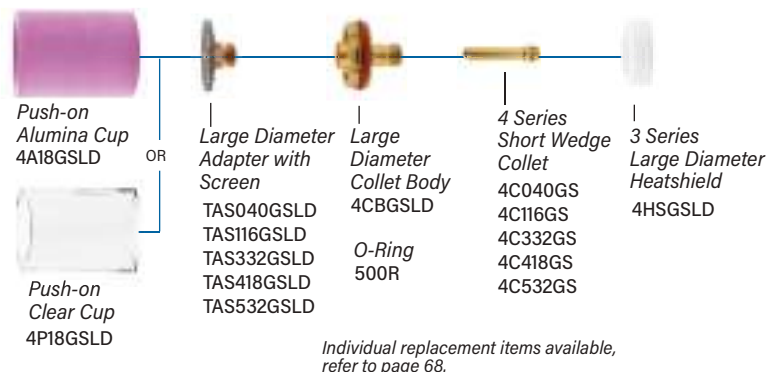 Push-on
Alumina Cup
4A18GSLD
OR
Push-on
Clear Cup
4P18GSLD
Large Diameter
Adapter with
Screen
TAS040GSLD
TAS116GSLD
TAS332GSLD
TAS418GSLD
TAS532GSLD
Large
Diameter
Collet Body
4CBGSLD
O-Ring
500R
4 Series
Short Wedge
Collet
4C040GS
4C116GS
4C332GS
4C418GS
4C532GS
3 Series
Large Diameter
Heatshield
4HSGSLD
Individual replacement items available,
refer to page 68.